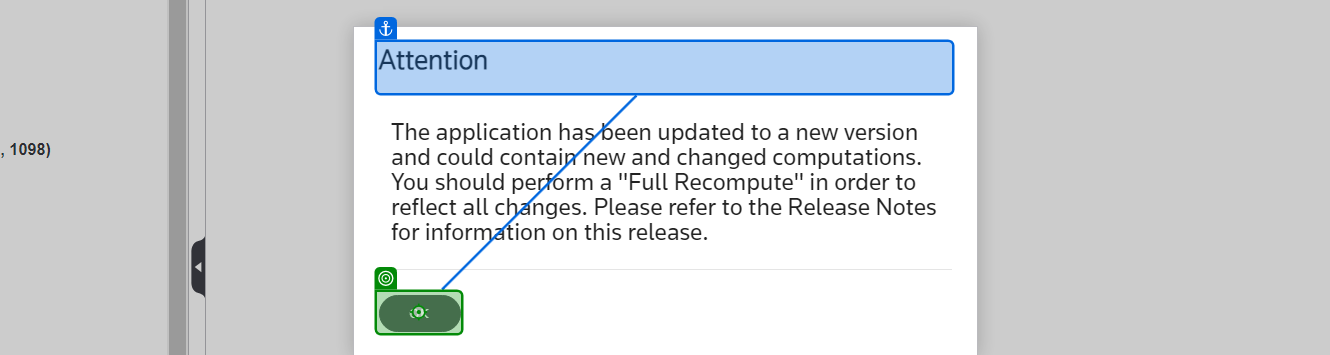 Attention
, 1098)
The application has been updated to a new version
and could contain new and changed computations.
You should perform a "Full Recompute" in order to
reflect all changes. Please refer to the Release Notes
for information on this release.